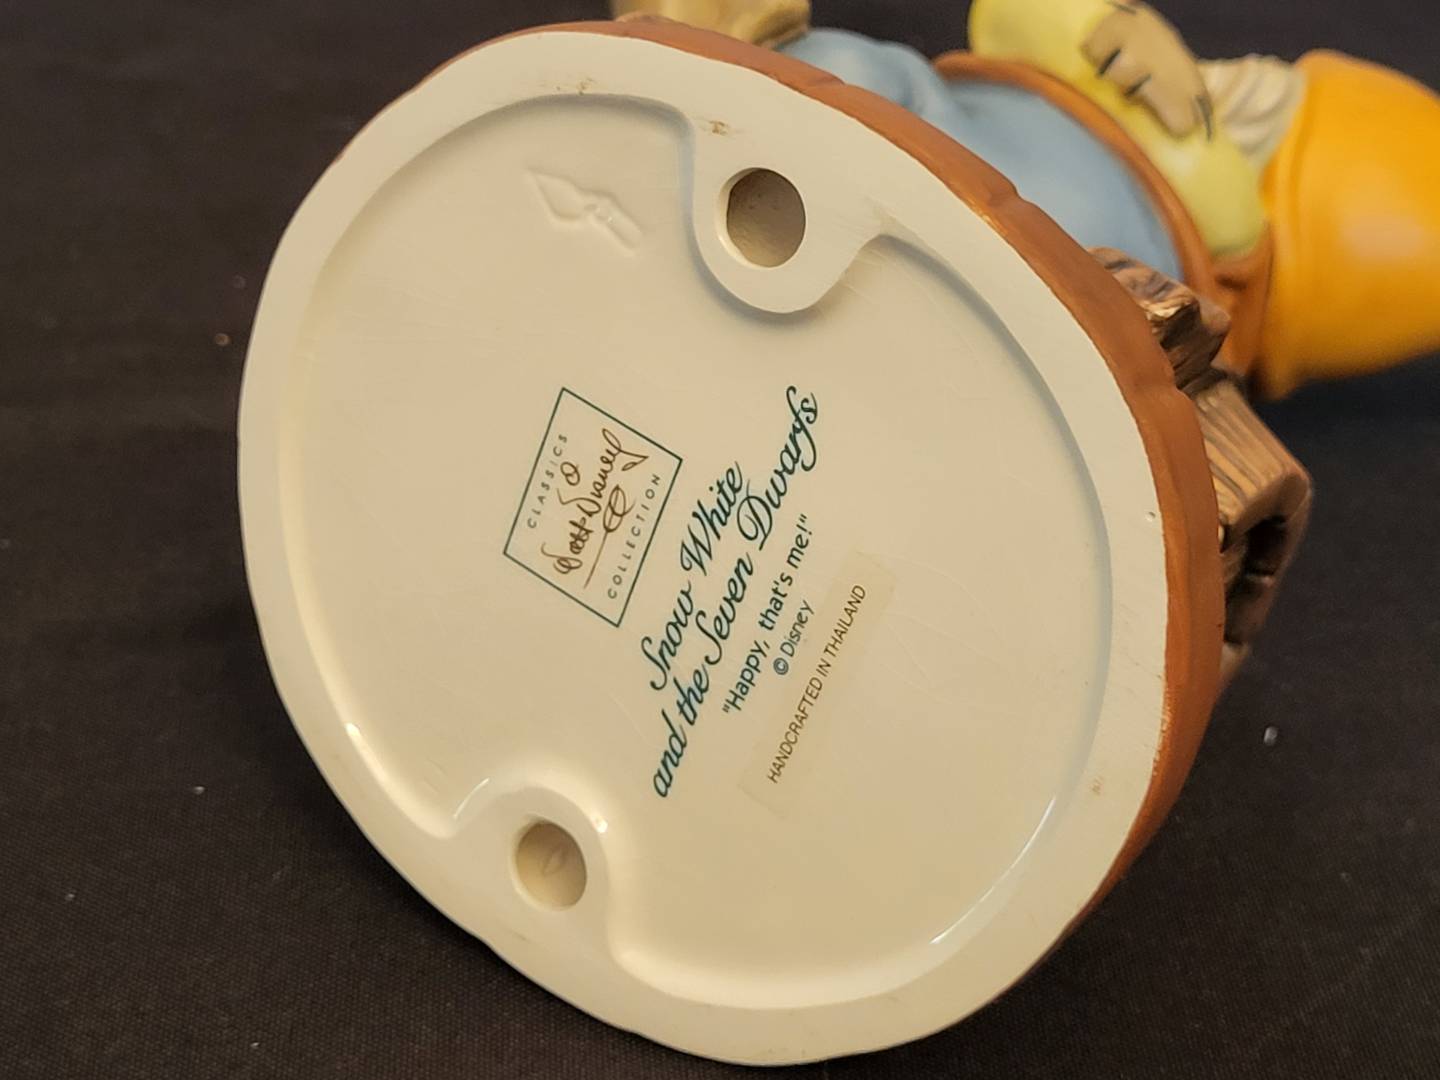 CLASSICS
Walt Disney
COLLECTION
Snow White
and the Seven Dwarfs
"Happy, that's me!"
© Disney
HANDCRAFTED IN THAILAND